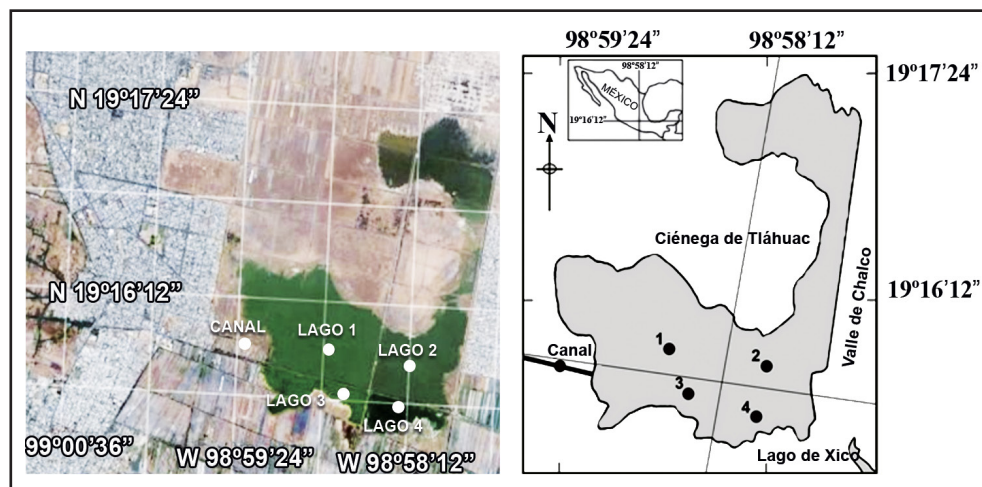 N 19º17'24”
N 19º16'12”
CANAL
LAGO 1
LAGO 2
LAGO 3
LAGO 4
99º00'36”
W 98º59'24”
W 98º58'12”
98º59'24”
98º58'12”
98º58'12”
MÉXICO
19º16'12”
19º17'24”
N
Ciénega de Tláhuac
Valle de Chalco
19º16'12”
1
2
Canal
3
4
Lago de Xico